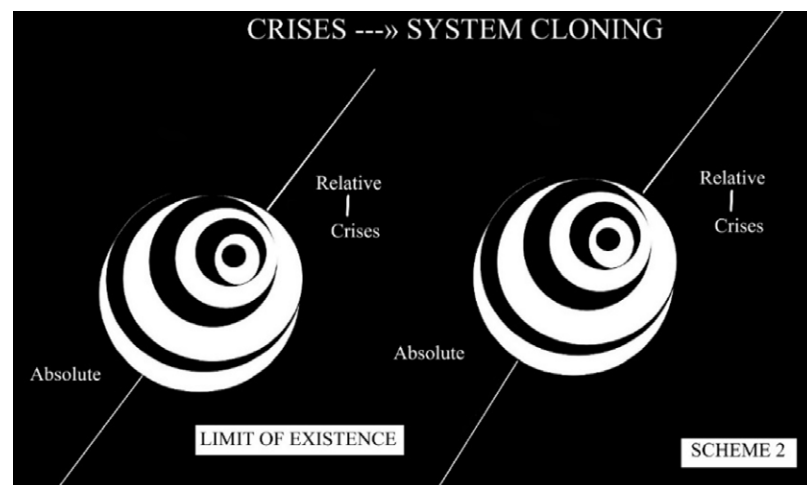 CRISES ---» SYSTEM CLONING
Relative
Crises
Absolute
LIMIT OF EXISTENCE
Relative
Crises
Absolute
SCHEME 2